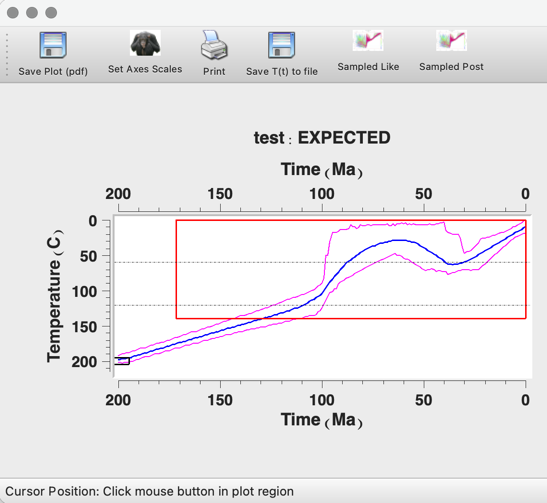 Save Plot (pdf) Set Axes Scales Print Save T(t) to file Sampled Like Sampled Post
test : EXPECTED
Time (Ma)
200 150 100 50 0
0
50
100
150
200
Temperature (C)
200 150 100 50 0
Time (Ma)
Cursor Position: Click mouse button in plot region